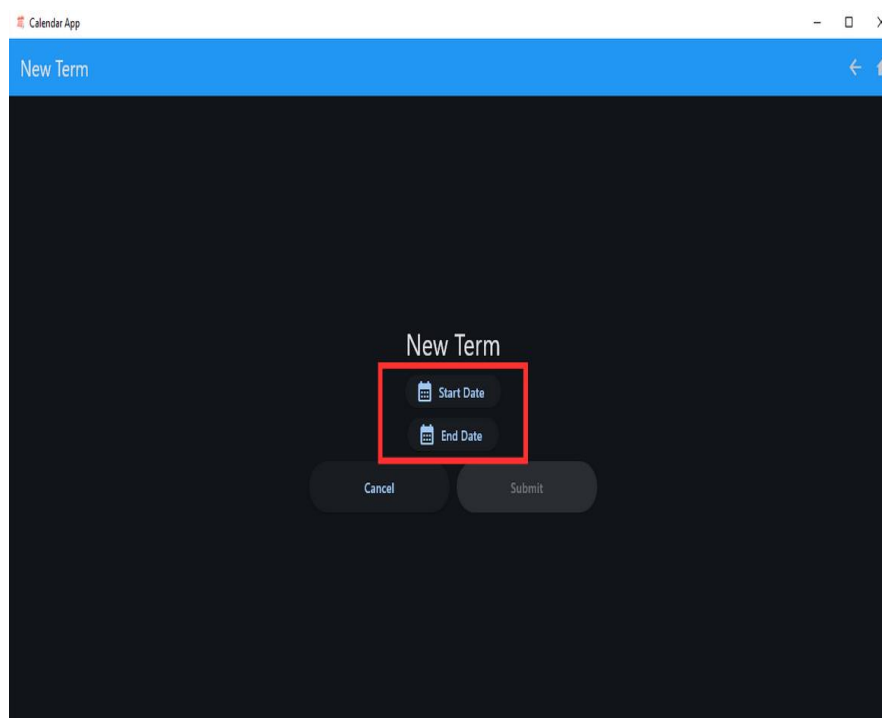 Calendar App
New Term
New Term
Start Date
End Date
Cancel Submit